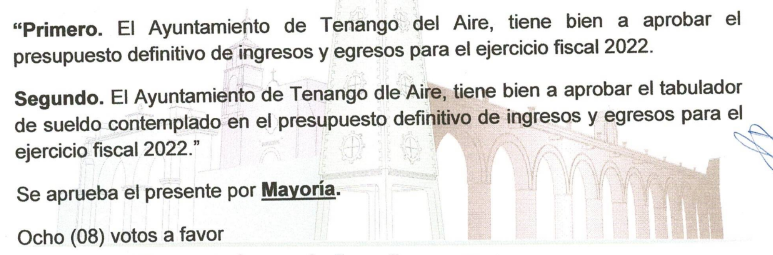 “Primero. El Ayuntamiento de Tenango del Aire, tiene bien a aprobar el
presupuesto definitivo de ingresos y egresos para el ejercicio fiscal 2022.
Segundo. El Ayuntamiento de Tenango dle Aire, tiene bien a aprobar el tabulador
de sueldo contemplado en el presupuesto definitivo de ingresos y egresos para el
ejercicio fiscal 2022.”
Se aprueba el presente por Mayoría.
Ocho (08) votos a favor